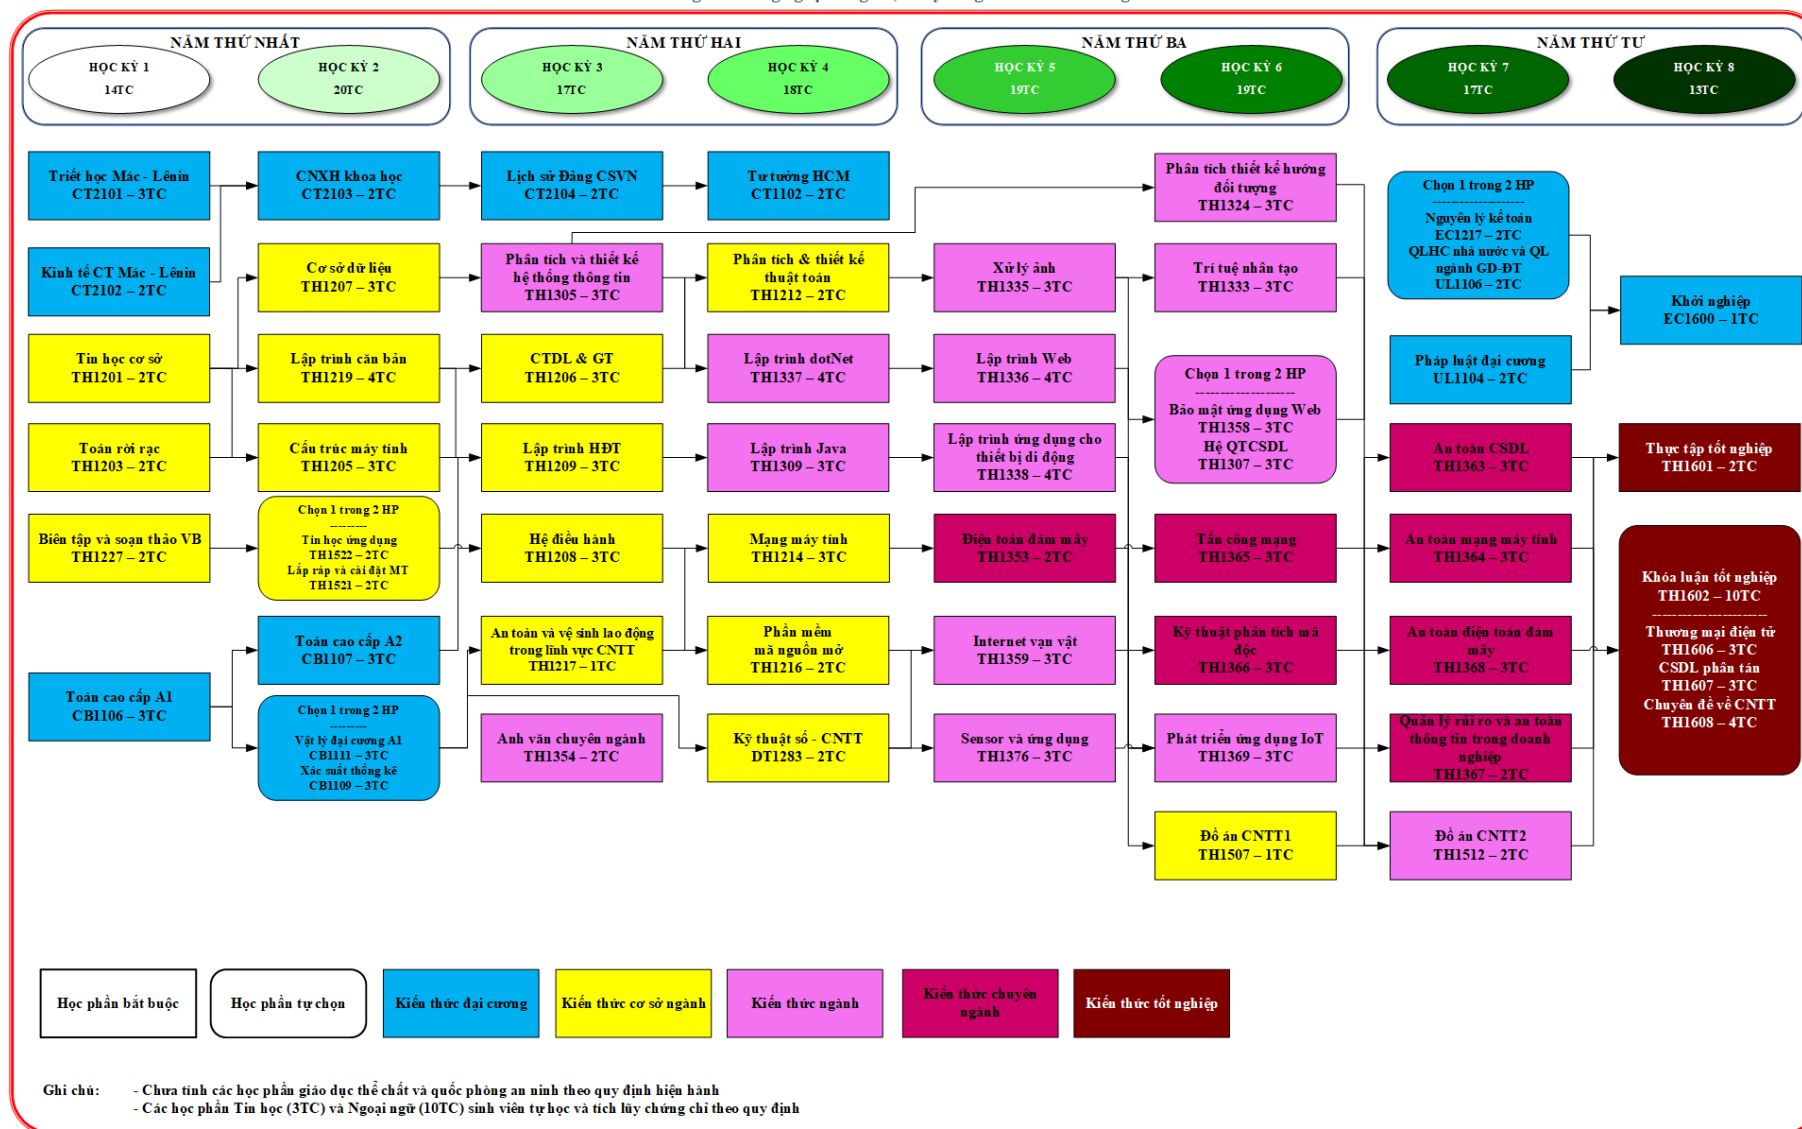 NĂM THỨ NHẤT
NĂM THỨ HAI
NĂM THỨ BA
NĂM THỨ TƯ
HỌC KỲ 1
14TC
HỌC KỲ 2
20TC
HỌC KỲ 3
17TC
HỌC KỲ 4
18TC
HỌC KỲ 5
19TC
HỌC KỲ 6
19TC
HỌC KỲ 7
17TC
HỌC KỲ 8
13TC
Triết học Mác - Lênin
CT2101 – 3TC
Kinh tế CT Mác - Lênin
CT2102 – 2TC
Tin học cơ sở
TH1201 – 2TC
Toán rời rạc
TH1203 – 2TC
Biên tập và soạn thảo VB
TH1227 – 2TC
Toán cao cấp A1
CB1106 – 3TC
CNXH khoa học
CT2103 – 2TC
Cơ sở dữ liệu
TH1207 – 3TC
Lập trình căn bản
TH1219 – 4TC
Cấu trúc máy tính
TH1205 – 3TC
Chọn 1 trong 2 HP
---------
Tin học ứng dụng
TH1522 – 2TC
Lắp ráp và cài đặt MT
TH1521 – 2TC
Toán cao cấp A2
CB1107 – 3TC
Chọn 1 trong 2 HP
---------
Vật lý đại cương A1
CB1111 – 3TC
Xác suất thống kê
CB1109 – 3TC
Lịch sử Đảng CSVN
CT2104 – 2TC
Phân tích và thiết kế
hệ thống thông tin
TH1305 – 3TC
CTDL & GT
TH1206 – 3TC
Lập trình HĐT
TH1209 – 3TC
Hệ điều hành
TH1208 – 3TC
An toàn và vệ sinh lao động
trong lĩnh vực CNTT
TH1217 – 1TC
Anh văn chuyên ngành
TH1354 – 2TC
Tư tưởng HCM
CT1102 – 2TC
Phân tích & thiết kế
thuật toán
TH1212 – 2TC
Lập trình dotNet
TH1337 – 4TC
Lập trình Java
TH1309 – 3TC
Mạng máy tính
TH1214 – 3TC
Phần mềm
mã nguồn mở
TH1216 – 2TC
Kỹ thuật số - CNTT
DT1283 – 2TC
Xử lý ảnh
TH1335 – 3TC
Lập trình Web
TH1336 – 4TC
Lập trình ứng dụng cho
thiết bị di động
TH1338 – 4TC
Điện toán đám mây
TH1353 – 2TC
Internet vạn vật
TH1359 – 3TC
Sensor và ứng dụng
TH1376 – 3TC
Phân tích thiết kế hướng
đối tượng
TH1324 – 3TC
Trí tuệ nhân tạo
TH1333 – 3TC
Chọn 1 trong 2 HP
--------------------
Bảo mật ứng dụng Web
TH1358 – 3TC
Hệ QTCSDL
TH1307 – 3TC
Tấn công mạng
TH1365 – 3TC
Kỹ thuật phân tích mã
độc
TH1366 – 3TC
Phát triển ứng dụng IoT
TH1369 – 3TC
Đồ án CNTT1
TH1507 – 1TC
Chọn 1 trong 2 HP
--------------------
Nguyên lý kế toán
EC1217 – 2TC
QLHC nhà nước và QL
ngành GD-ĐT
UL1106 – 2TC
Pháp luật đại cương
UL1104 – 2TC
An toàn CSDL
TH1363 – 3TC
An toàn mạng máy tính
TH1364 – 3TC
An toàn điện toán đám
mây
TH1368 – 3TC
Quản lý rủi ro và an toàn
thông tin trong doanh
nghiệp
TH1367 – 2TC
Đồ án CNTT2
TH1512 – 2TC
Khởi nghiệp
EC1600 – 1TC
Thực tập tốt nghiệp
TH1601 – 2TC
Khóa luận tốt nghiệp
TH1602 – 10TC
-----------------------
Thương mại điện tử
TH1606 – 3TC
CSDL phân tán
TH1607 – 3TC
Chuyên đề về CNTT
TH1608 – 4TC
Học phần bắt buộc
Học phần tự chọn
Kiến thức đại cương
Kiến thức cơ sở ngành
Kiến thức ngành
Kiến thức chuyên
ngành
Kiến thức tốt nghiệp
Ghi chú: - Chưa tính các học phần giáo dục thể chất và quốc phòng an ninh theo quy định hiện hành
- Các học phần Tin học (3TC) và Ngoại ngữ (10TC) sinh viên tự học và tích lũy chứng chỉ theo quy định